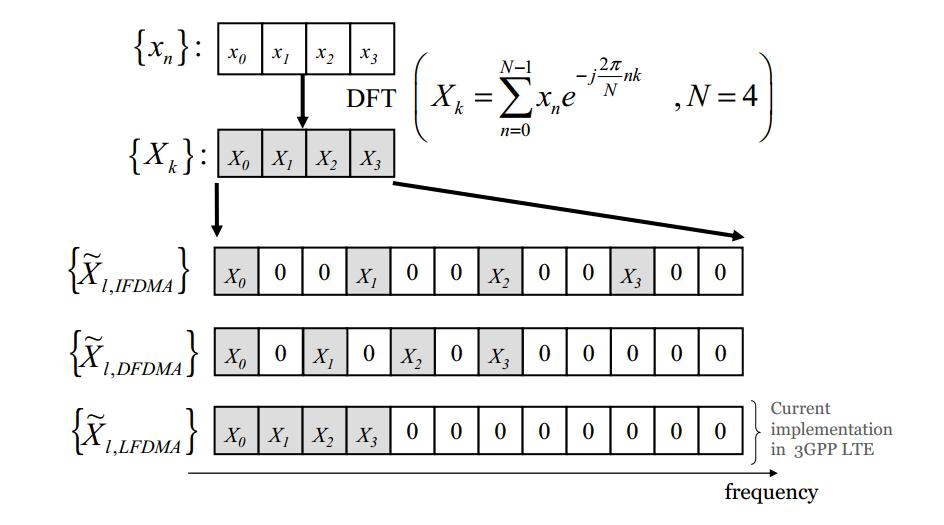 {x_n}: x_0 x_1 x_2 x_3
DFT ( X_k = \sum_{n=0}^{N-1} x_n e^{-j\frac{2π}{N}nk} , N = 4 )
{X_k}: X_0 X_1 X_2 X_3
{X̃_{l,IFDMA}} X_0 0 0 X_1 0 0 X_2 0 0 X_3 0 0
{X̃_{l,DFDMA}} X_0 0 X_1 0 X_2 0 X_3 0 0 0 0 0
{X̃_{l,LFDMA}} X_0 X_1 X_2 X_3 0 0 0 0 0 0 0 0
Current
implementation
in 3GPP LTE
frequency